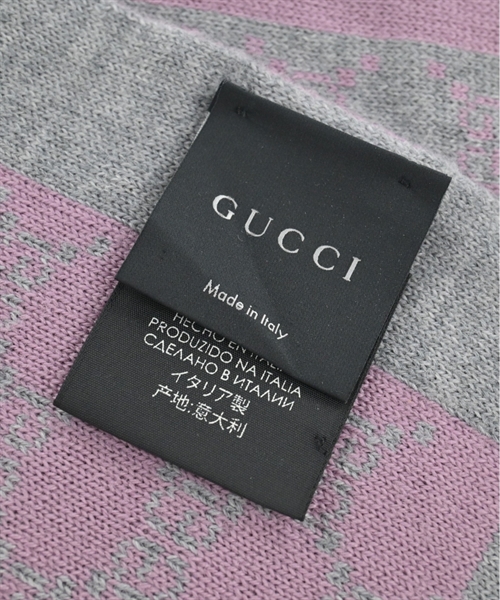 GUCCI
Made in Italy
HECHO EN ITALIA
PRODUZIDO NA ITALIA
СДЕЛАНО В ИТАЛИИ
イタリア製
产地:意大利